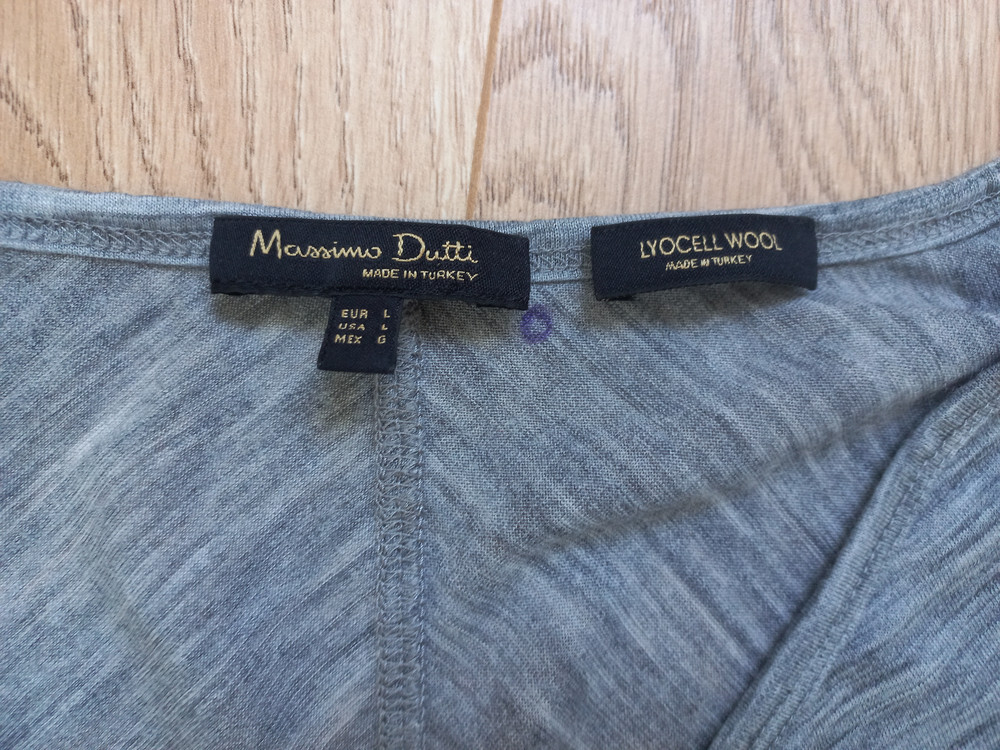 Massimo Dutti
MADE IN TURKEY
EUR L
USA L
MEX G
LYOCELL WOOL
MADE IN TURKEY